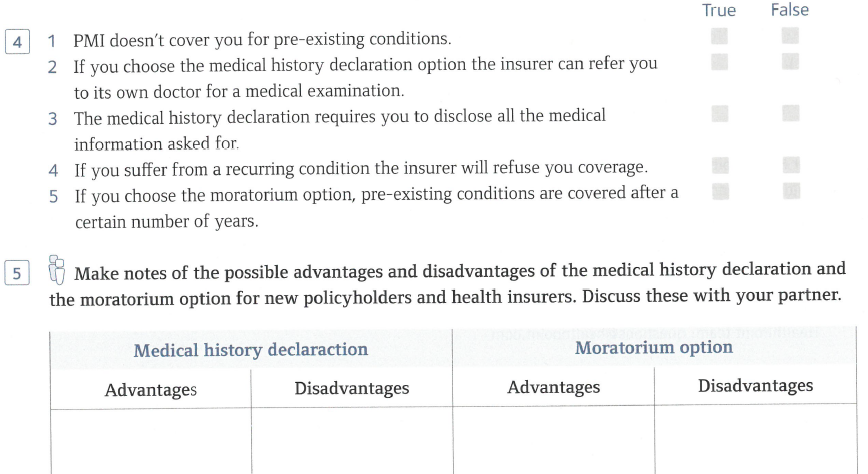 True False
4 1 PMI doesn't cover you for pre-existing conditions.
2 If you choose the medical history declaration option the insurer can refer you
to its own doctor for a medical examination.
3 The medical history declaration requires you to disclose all the medical
information asked for.
4 If you suffer from a recurring condition the insurer will refuse you coverage.
5 If you choose the moratorium option, pre-existing conditions are covered after a
certain number of years.
5 Make notes of the possible advantages and disadvantages of the medical history declaration and
the moratorium option for new policyholders and health insurers. Discuss these with your partner.
Medical history declaraction Moratorium option
Advantages Disadvantages Advantages Disadvantages